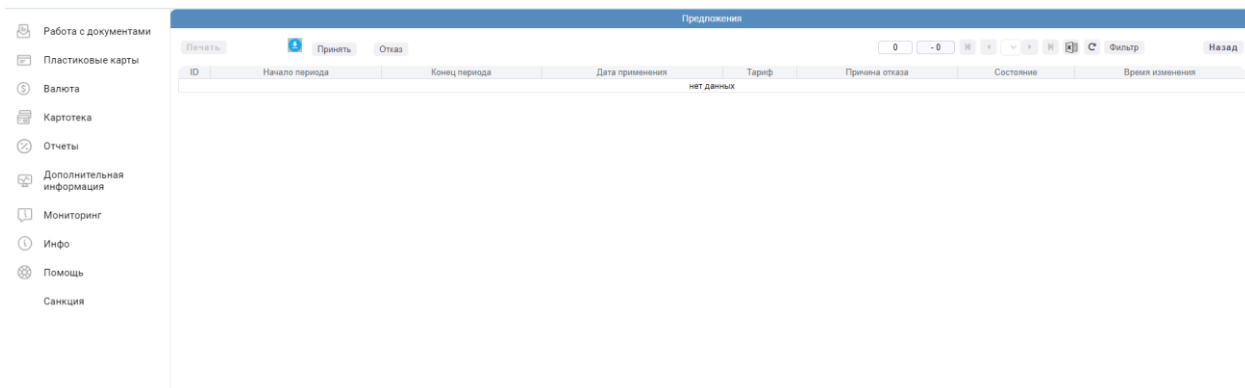 Предложения
Работа с документами
Пластиковые карты
Валюта
Картотека
Отчеты
Дополнительная
информация
Мониторинг
Инфо
Помощь
Санкция
Печать Принять Отказ 0 - 0 Фильтр Назад
ID Начало периода Конец периода Дата применения Тариф Причина отказа Состояние Время изменения
нет данных